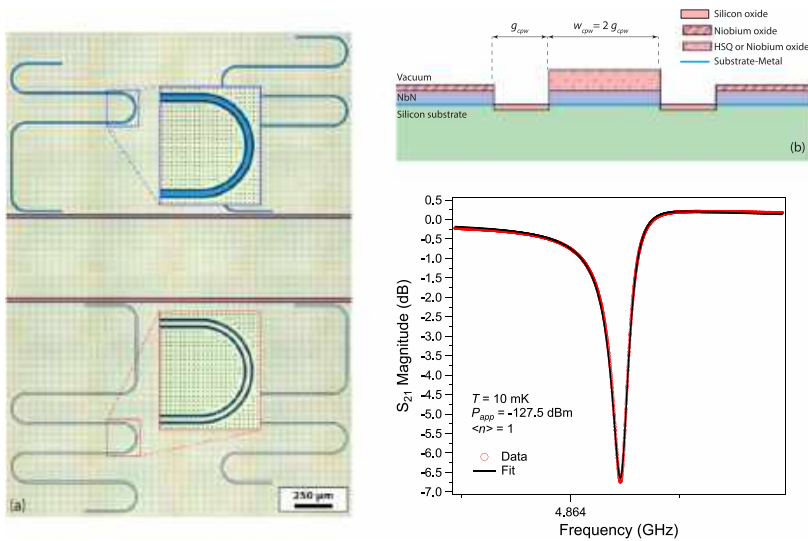 (a)
250 µm
g_cpw
w_cpw = 2 g_cpw
Silicon oxide
Niobium oxide
HSQ or Niobium oxide
Substrate-Metal
Vacuum
NbN
Silicon substrate
(b)
S21 Magnitude (dB)
0.5
0.0
-0.5
-1.0
-1.5
-2.0
-2.5
-3.0
-3.5
-4.0
-4.5
-5.0
-5.5
-6.0
-6.5
-7.0
T = 10 mK
P_app = -127.5 dBm
<n> = 1
Data
Fit
4.864
Frequency (GHz)